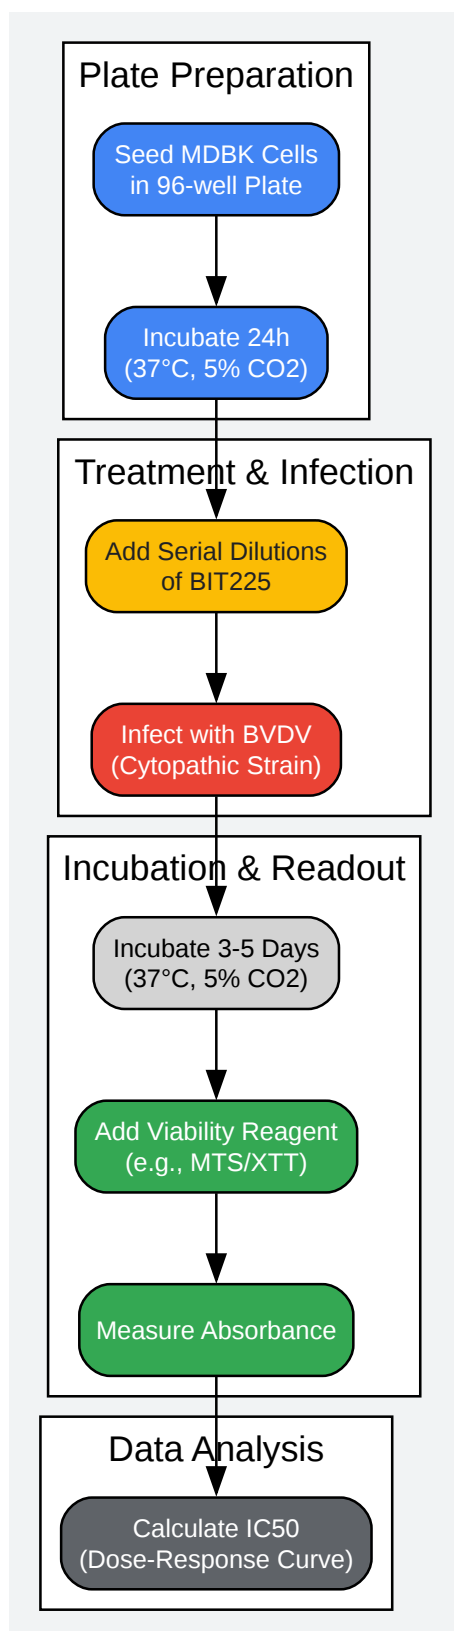 Plate Preparation
Seed MDBK Cells
in 96-well Plate
Incubate 24h
(37°C, 5% CO2)
Treatment & Infection
Add Serial Dilutions
of BIT225
Infect with BVDV
(Cytopathic Strain)
Incubation & Readout
Incubate 3-5 Days
(37°C, 5% CO2)
Add Viability Reagent
(e.g., MTS/XTT)
Measure Absorbance
Data Analysis
Calculate IC50
(Dose-Response Curve)